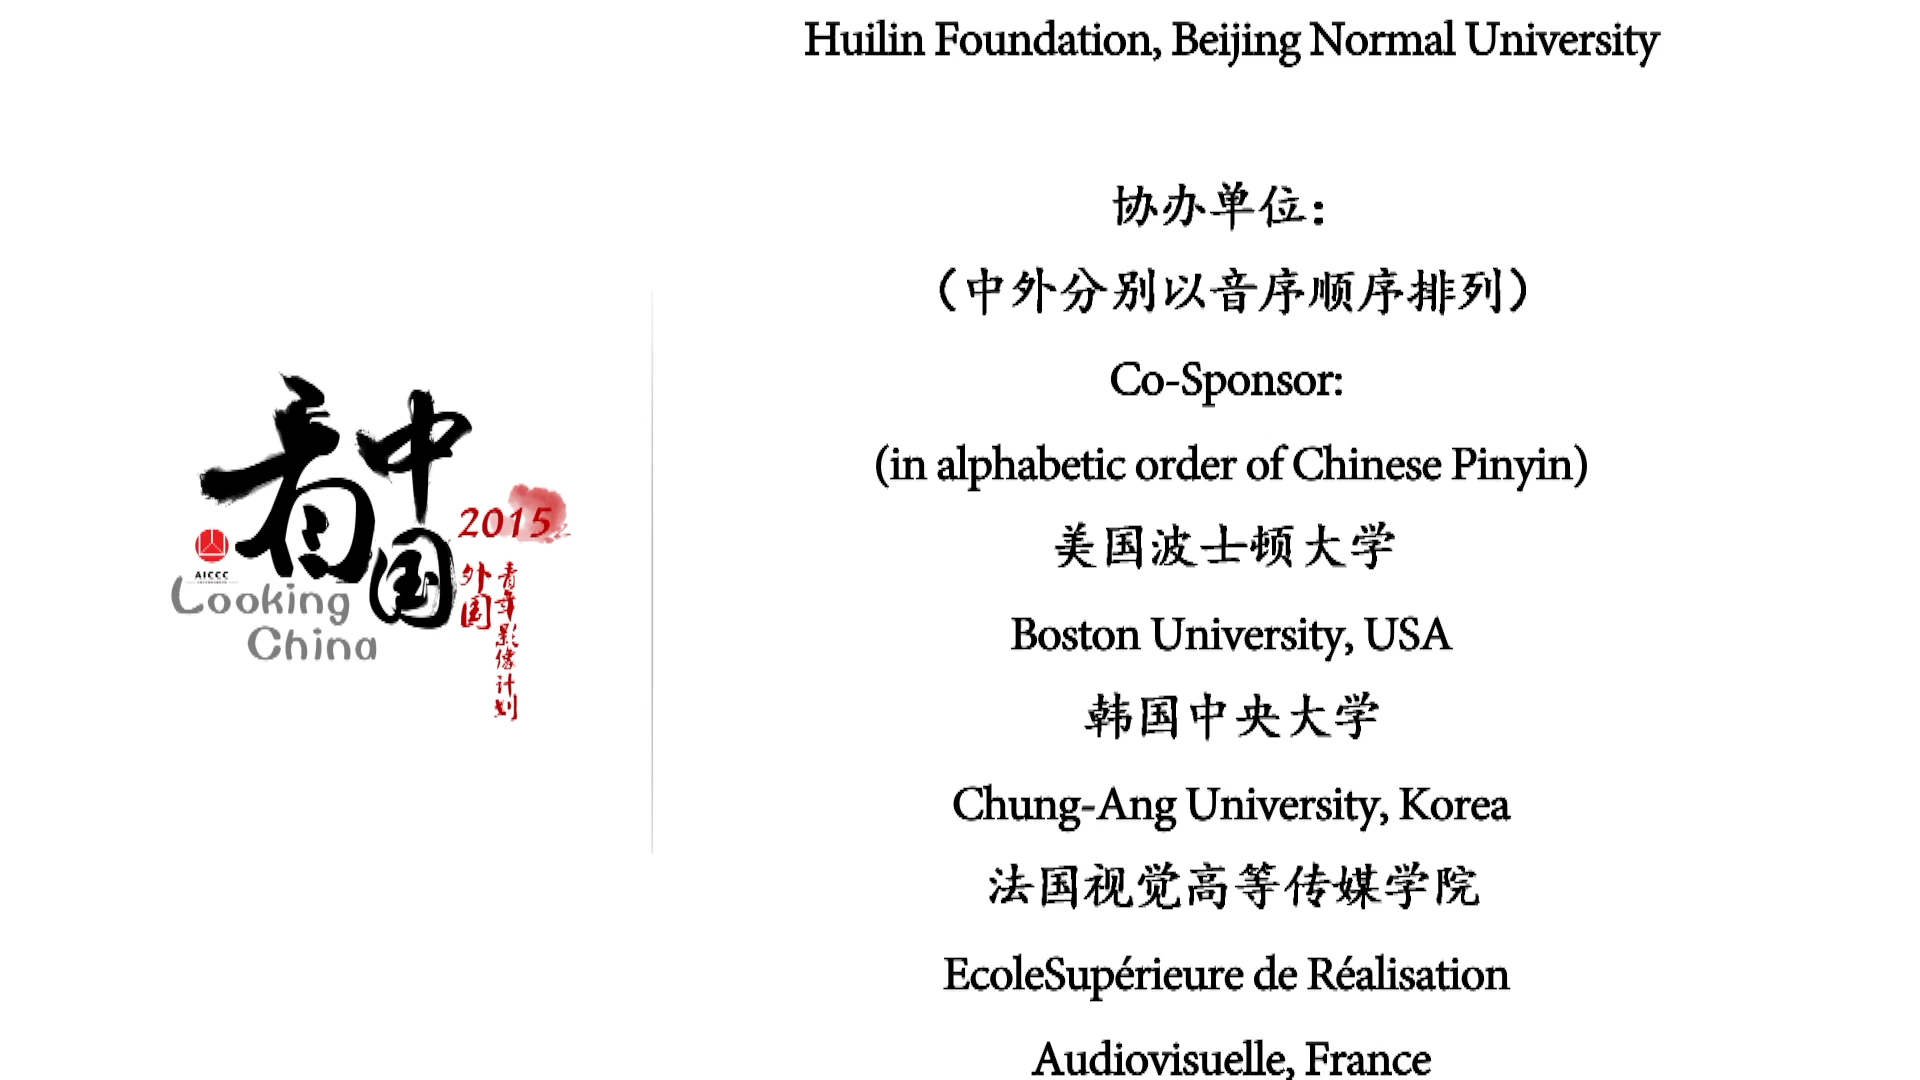 看中国
2015
外国
青年影像计划
AICCC
Looking
China
Huilin Foundation, Beijing Normal University
协办单位：
（中外分别以音序顺序排列）
Co-Sponsor:
(in alphabetic order of Chinese Pinyin)
美国波士顿大学
Boston University, USA
韩国中央大学
Chung-Ang University, Korea
法国视觉高等传媒学院
EcoleSupérieure de Réalisation
Audiovisuelle, France